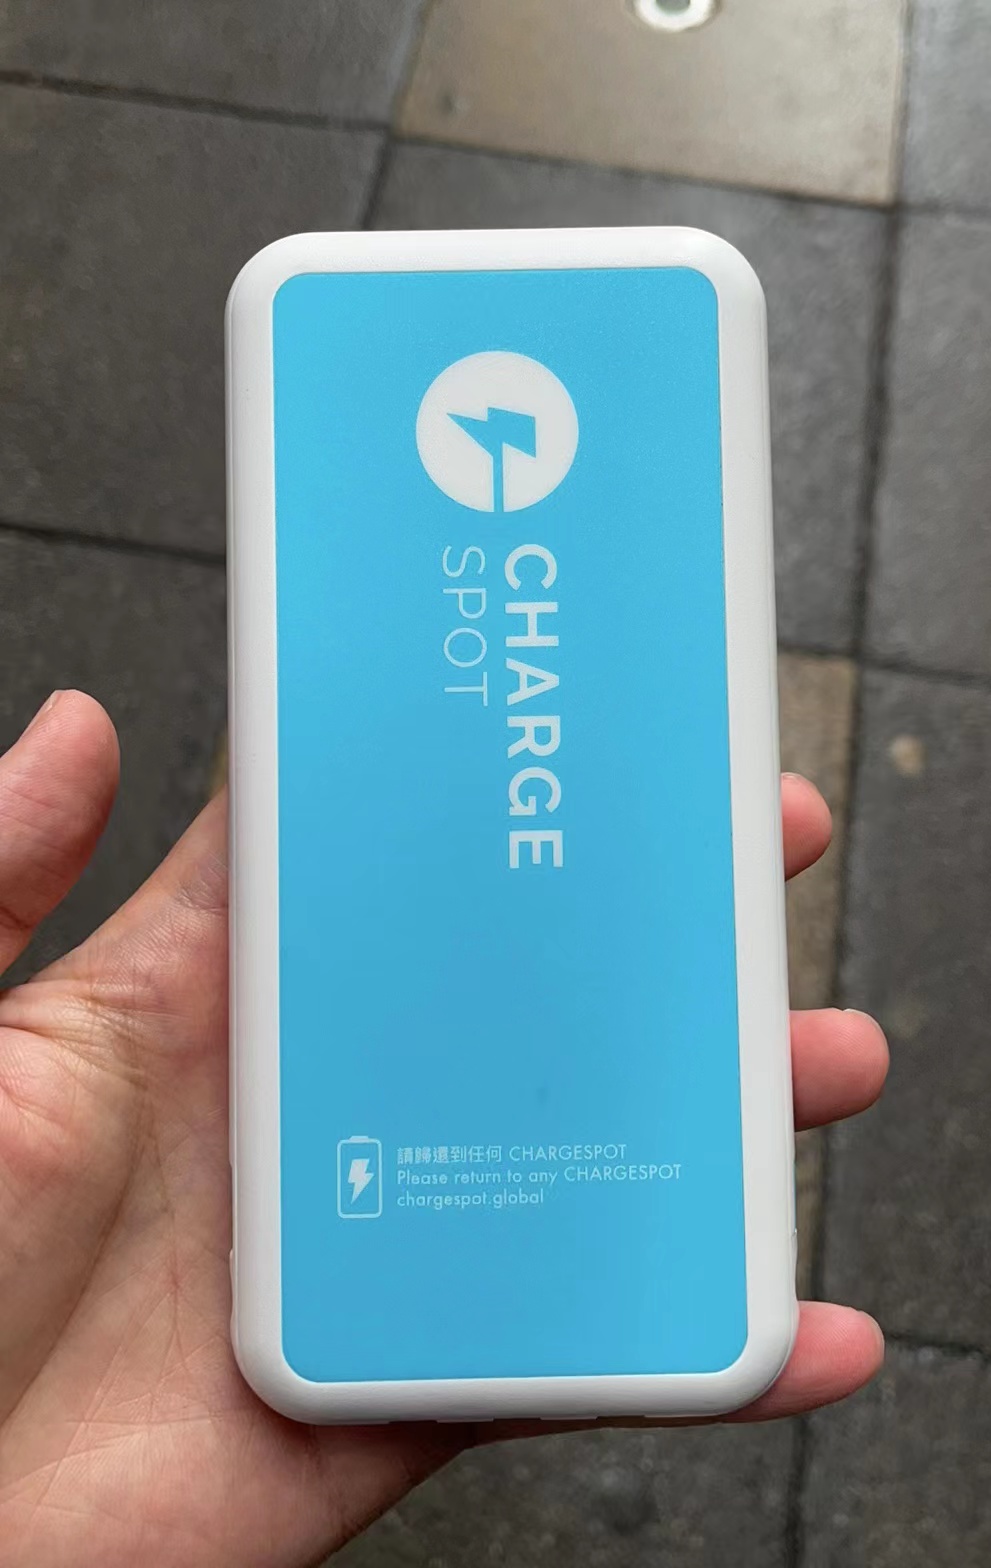 CHARGE
SPOT
請歸還到任何 CHARGESPOT
Please return to any CHARGESPOT
chargespot.global